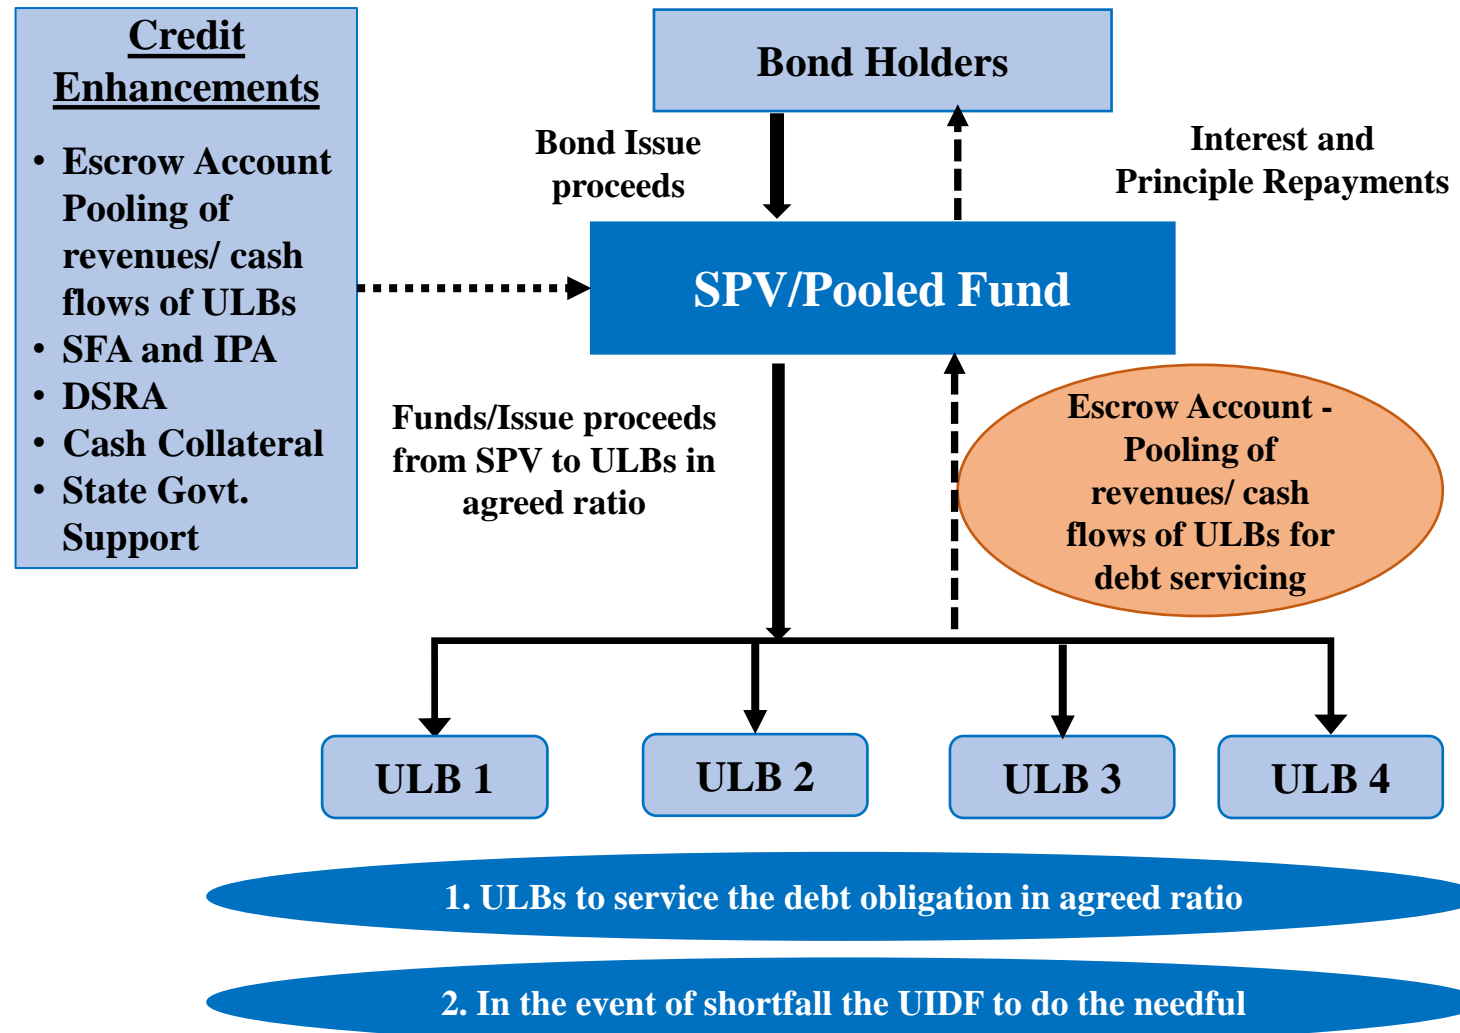 Credit
Enhancements
• Escrow Account
Pooling of
revenues/ cash
flows of ULBs
• SFA and IPA
• DSRA
• Cash Collateral
• State Govt.
Support
Bond Holders
Bond Issue
proceeds
Interest and
Principle Repayments
SPV/Pooled Fund
Funds/Issue proceeds
from SPV to ULBs in
agreed ratio
Escrow Account -
Pooling of
revenues/ cash
flows of ULBs for
debt servicing
ULB 1
ULB 2
ULB 3
ULB 4
1. ULBs to service the debt obligation in agreed ratio
2. In the event of shortfall the UIDF to do the needful